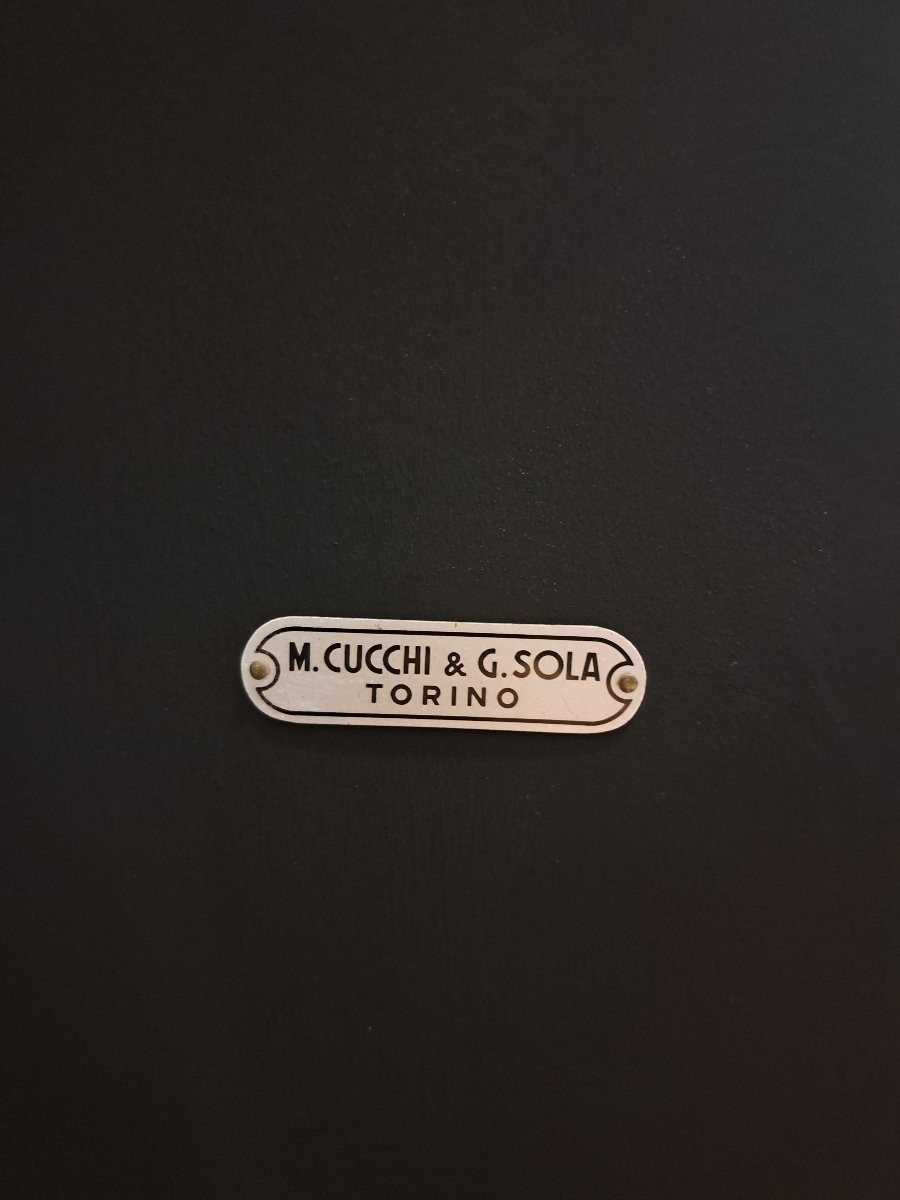 M. CUCCHI & G. SOLA
TORINO